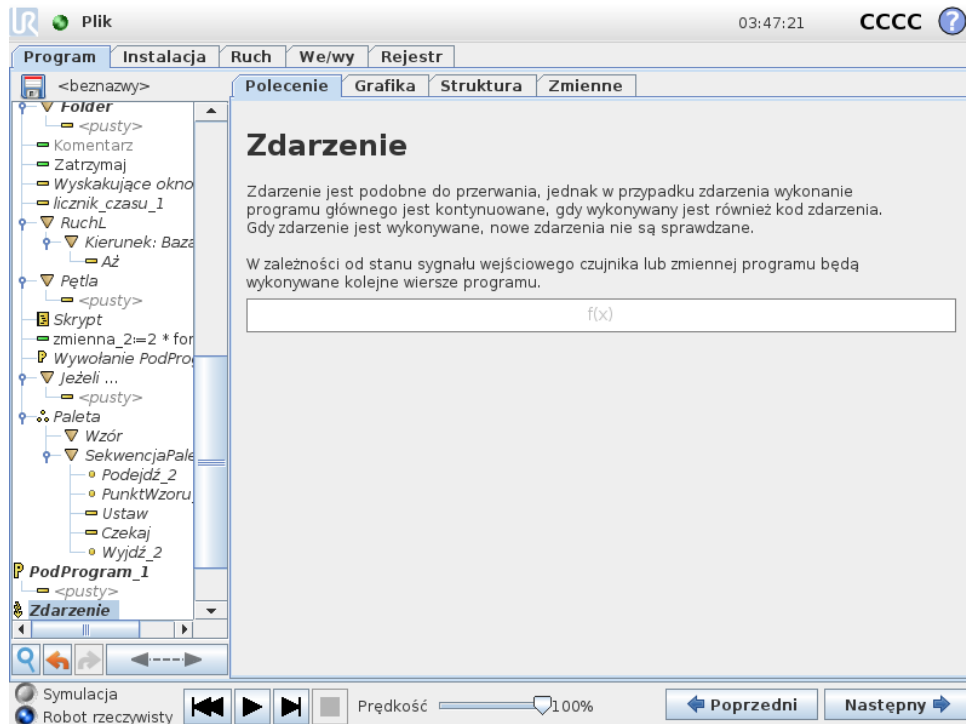 UR Plik 03:47:21 CCCC ?
Program Instalacja Ruch We/wy Rejestr
<beznazwy>
Polecenie Grafika Struktura Zmienne
Folder
<pusty>
Komentarz
Zatrzymaj
Wyskakujące okno
licznik_czasu_1
RuchL
Kierunek: Baza
Aż
Pętla
<pusty>
Skrypt
zmienna_2:=2 * for
Wywołanie PodPro
Jeżeli ...
<pusty>
Paleta
Wzór
SekwencjaPale
Podejdź_2
PunktWzoru
Ustaw
Czekaj
Wyjdź_2
PodProgram_1
<pusty>
Zdarzenie
Zdarzenie
Zdarzenie jest podobne do przerwania, jednak w przypadku zdarzenia wykonanie
programu głównego jest kontynuowane, gdy wykonywany jest również kod zdarzenia.
Gdy zdarzenie jest wykonywane, nowe zdarzenia nie są sprawdzane.
W zależności od stanu sygnału wejściowego czujnika lub zmiennej programu będą
wykonywane kolejne wiersze programu.
f(x)
Symulacja
Robot rzeczywisty
Prędkość 100%
Poprzedni Następny